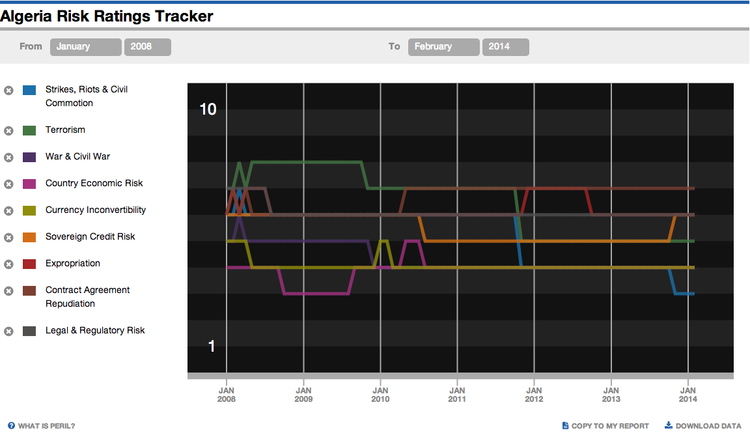 Algeria Risk Ratings Tracker
From January 2008 To February 2014
Strikes, Riots & Civil
Commotion
Terrorism
War & Civil War
Country Economic Risk
Currency Inconvertibility
Sovereign Credit Risk
Expropriation
Contract Agreement
Repudiation
Legal & Regulatory Risk
10
1
JAN JAN JAN JAN JAN JAN JAN
2008 2009 2010 2011 2012 2013 2014
WHAT IS PERIL? COPY TO MY REPORT DOWNLOAD DATA